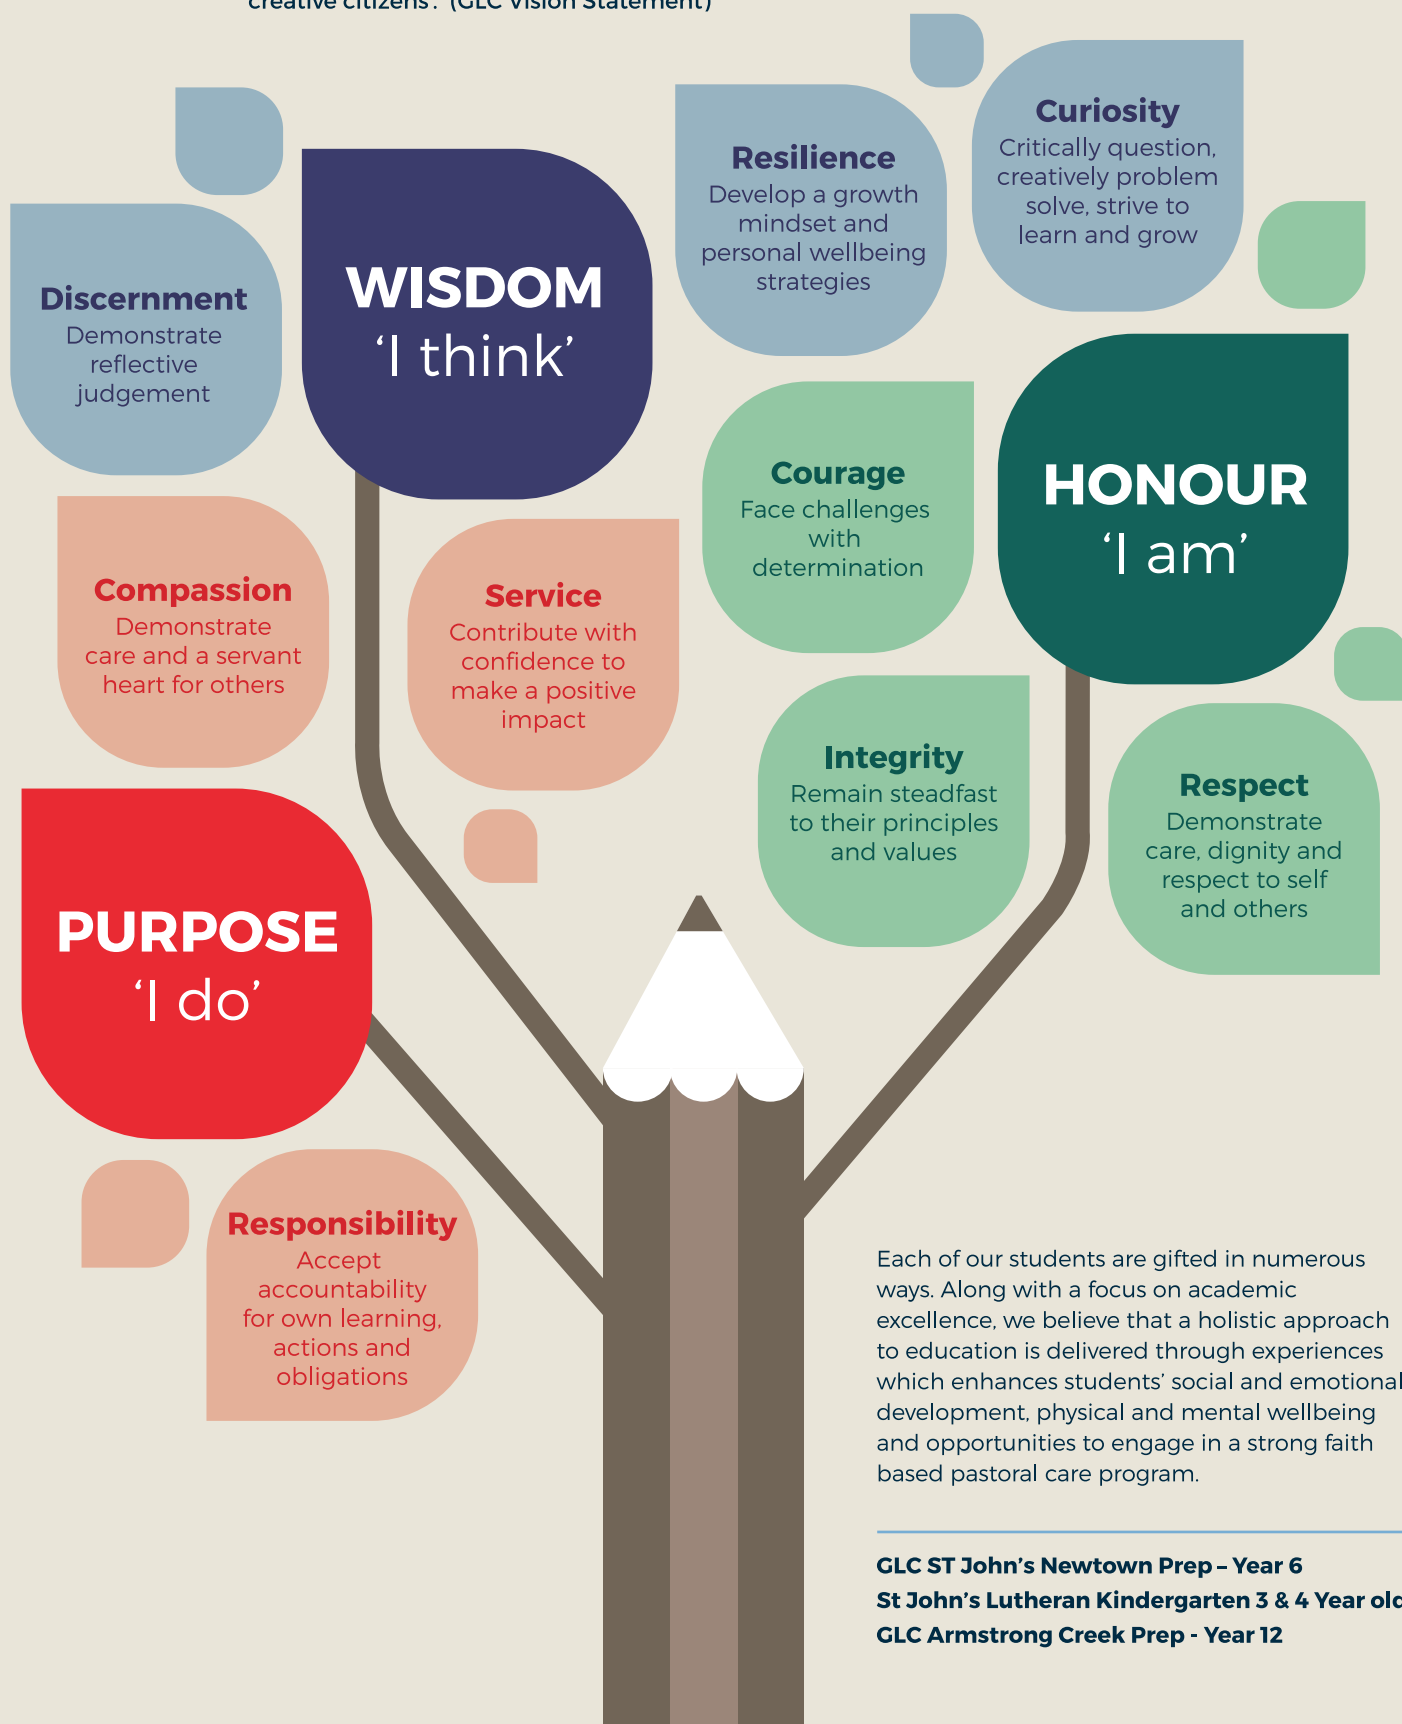 creative citizens'. (GLC Vision Statement)
Curiosity
Critically question,
creatively problem
solve, strive to
learn and grow
Resilience
Develop a growth
mindset and
personal wellbeing
strategies
WISDOM
‘I think’
Discernment
Demonstrate
reflective
judgement
HONOUR
‘I am’
Courage
Face challenges
with
determination
Compassion
Demonstrate
care and a servant
heart for others
Service
Contribute with
confidence to
make a positive
impact
Integrity
Remain steadfast
to their principles
and values
Respect
Demonstrate
care, dignity and
respect to self
and others
PURPOSE
‘I do’
Responsibility
Accept
accountability
for own learning,
actions and
obligations
Each of our students are gifted in numerous
ways. Along with a focus on academic
excellence, we believe that a holistic approach
to education is delivered through experiences
which enhances students’ social and emotional
development, physical and mental wellbeing
and opportunities to engage in a strong faith
based pastoral care program.
GLC ST John’s Newtown Prep – Year 6
St John’s Lutheran Kindergarten 3 & 4 Year old
GLC Armstrong Creek Prep - Year 12